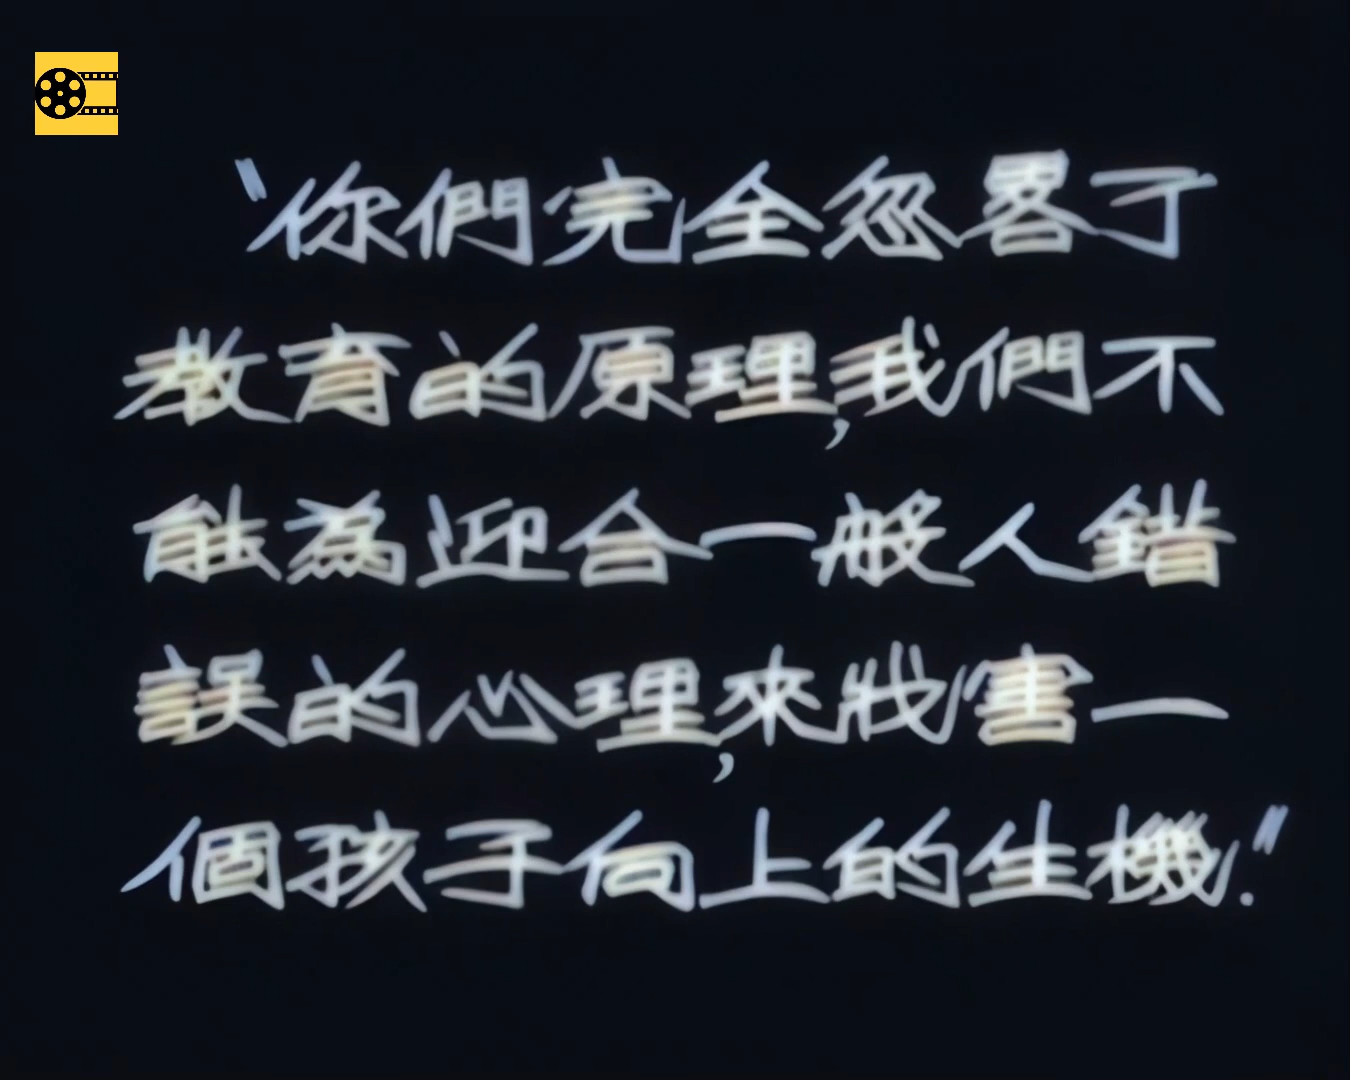 “你們完全忽畧了
教育的原理，我們不
能為迎合一般人錯
誤的心理，來戕害一
個孩子向上的生機.”